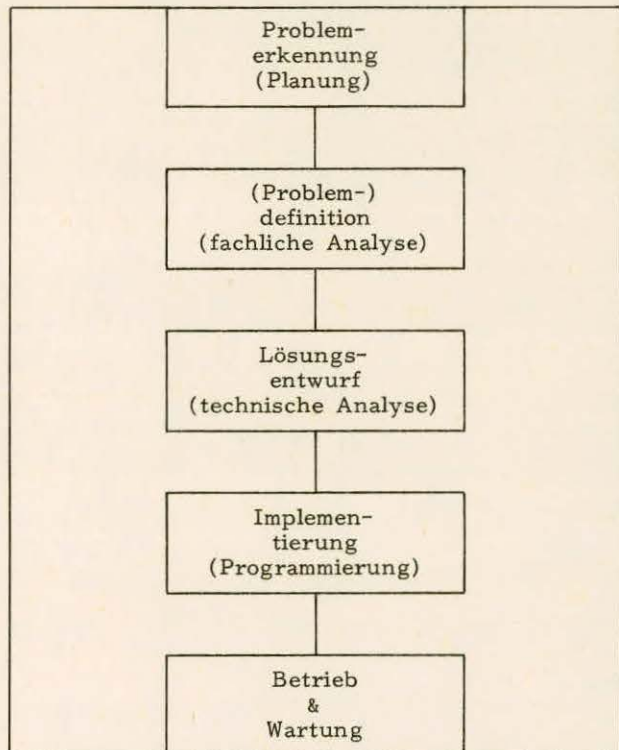 Problem-
erkennung
(Planung)
(Problem-)
definition
(fachliche Analyse)
Lösungs-
entwurf
(technische Analyse)
Implemen-
tierung
(Programmierung)
Betrieb
&
Wartung